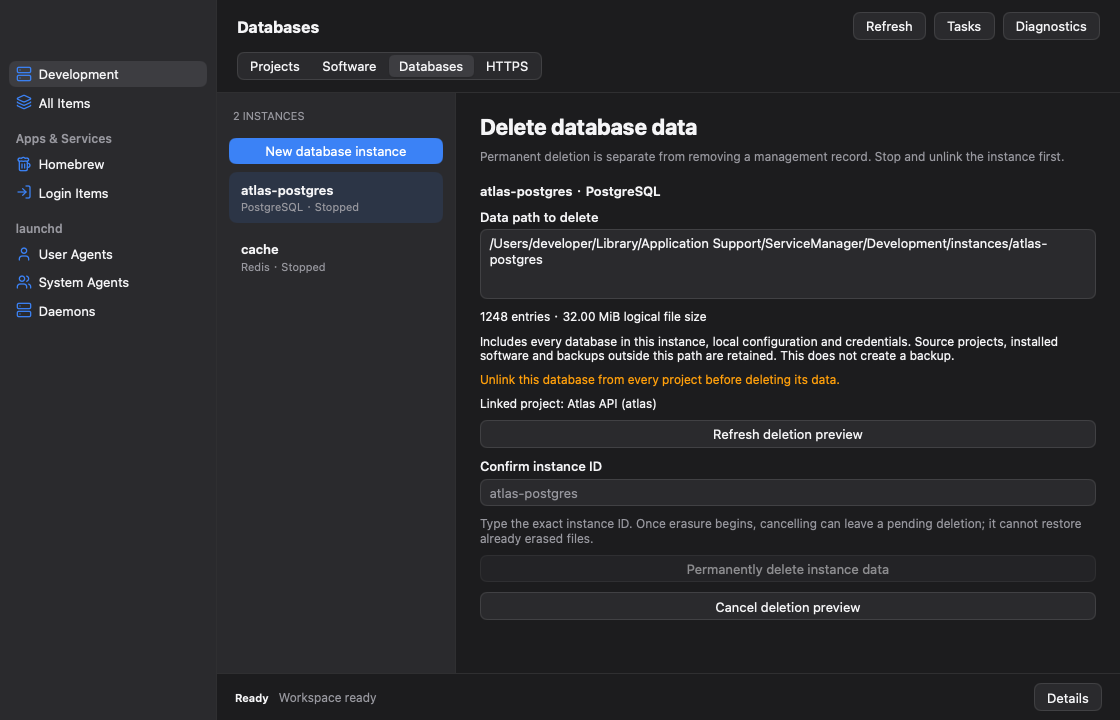 Databases
Refresh
Tasks
Diagnostics
Projects
Software
Databases
HTTPS
Development
All Items
Apps & Services
Homebrew
Login Items
launchd
User Agents
System Agents
Daemons
2 INSTANCES
New database instance
atlas-postgres
PostgreSQL · Stopped
cache
Redis · Stopped
Delete database data
Permanent deletion is separate from removing a management record. Stop and unlink the instance first.
atlas-postgres · PostgreSQL
Data path to delete
/Users/developer/Library/Application Support/ServiceManager/Development/instances/atlas-
postgres
1248 entries · 32.00 MiB logical file size
Includes every database in this instance, local configuration and credentials. Source projects, installed
software and backups outside this path are retained. This does not create a backup.
Unlink this database from every project before deleting its data.
Linked project: Atlas API (atlas)
Refresh deletion preview
Confirm instance ID
atlas-postgres
Type the exact instance ID. Once erasure begins, cancelling can leave a pending deletion; it cannot restore
already erased files.
Permanently delete instance data
Cancel deletion preview
Ready
Workspace ready
Details